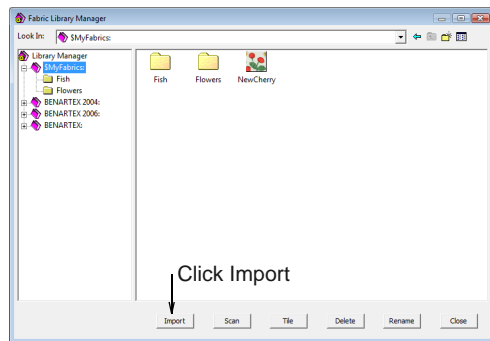 Fabric Library Manager
Look In: $MyFabrics:
Library Manager
$MyFabrics:
Fish
Flowers
BENARTEX 2004:
BENARTEX 2006:
BENARTEX:
Fish Flowers NewCherry
Click Import
Import Scan Tile Delete Rename Close